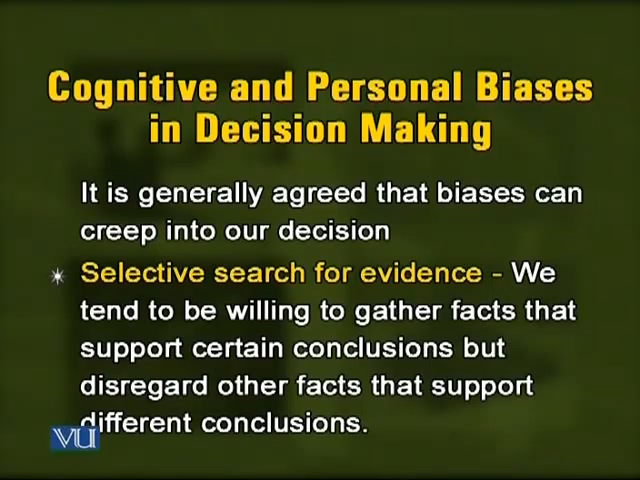 Cognitive and Personal Biases
in Decision Making
It is generally agreed that biases can
creep into our decision
Selective search for evidence - We
tend to be willing to gather facts that
support certain conclusions but
disregard other facts that support
different conclusions.
VU